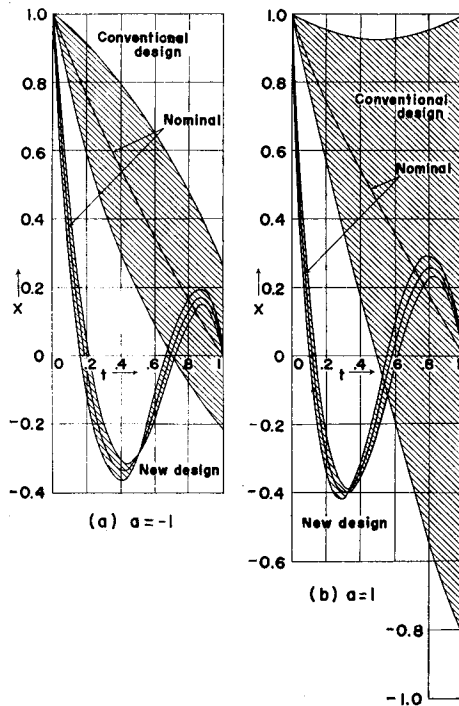 1.0
Conventional
design
0.8
Nominal
0.6
0.4
0.2
X
0
0 .2 .4 .6 .8 1
t
-0.2
New design
-0.4
(a) a=-1
1.0
0.8
Conventional
design
0.6
Nominal
0.4
0.2
X
0
0 .2 .4 .6 .8 1
t
-0.2
-0.4
New design
-0.6
(b) a=1
-0.8
-1.0